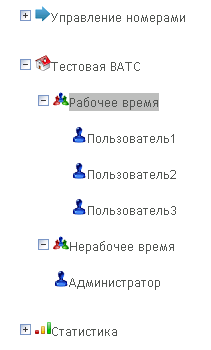 Управление номерами
Тестовая ВАТС
Рабочее время
Пользователь1
Пользователь2
Пользователь3
Нерабочее время
Администратор
Статистика